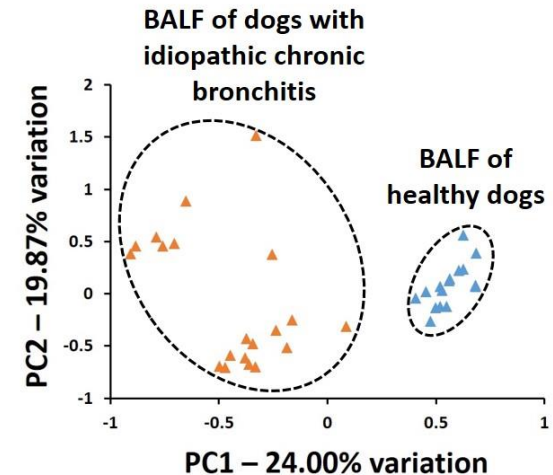 BALF of dogs with
idiopathic chronic
bronchitis
BALF of
healthy dogs
PC2 – 19.87% variation
2
1.5
1
0.5
0
-0.5
-1
-1
-0.5
0
0.5
1
PC1 – 24.00% variation